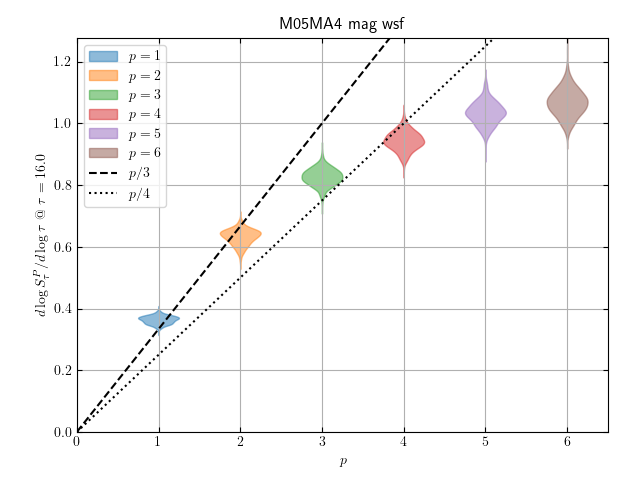 M05MA4 mag wsf
p = 1
p = 2
p = 3
p = 4
p = 5
p = 6
p/3
p/4
d log S_τ^P / d log τ @ τ = 16.0
1.2
1.0
0.8
0.6
0.4
0.2
0.0
0 1 2 3 4 5 6
p